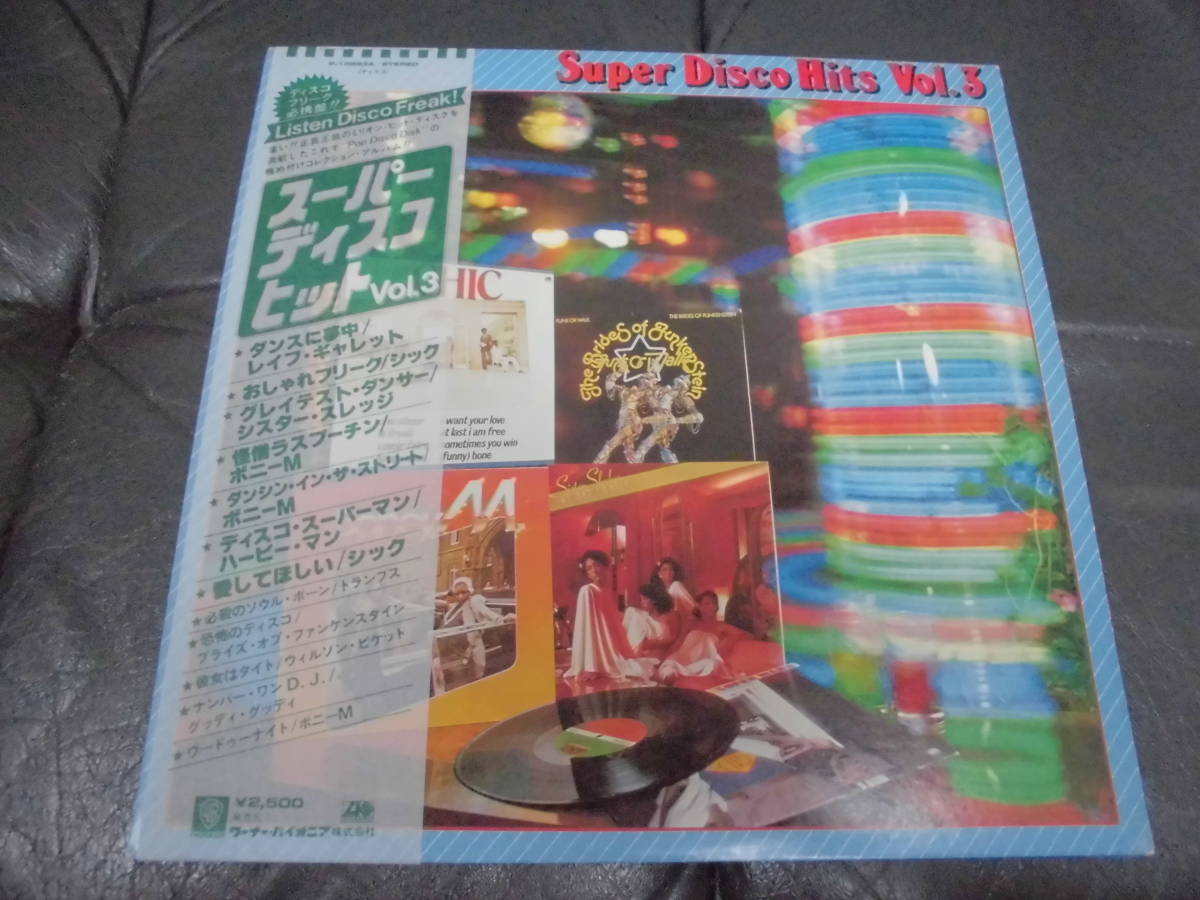 Super Disco Hits Vol.3
STEREO
ディスコ
フリーク
必携盤!!
Listen Disco Freak!
スーパー
ディスコ
ヒット Vol.3
★ ダンスに夢中/
レイフ・ギャレット
★ おしゃれフリーク/シック
★ グレイテスト・ダンサー/
シスター・スレッジ
★ 怪僧ラスプーチン/
ボニーM
★ ダンシン・イン・ザ・ストリート/
ボニーM
★ ディスコ・スーパーマン/
ハービー・マン
★ 愛してほしい/シック
★ 必殺のソウル・ボーン/トランプス
★ 恐怖のディスコ/
ブライズ・オブ・ファンケンスタイン
★ 彼女はタイト/ウィルソン・ピケット
★ ナンバー・ワンD.J./
グッディ・グッディ
★ ヴードゥーナイト/ボニーM
¥2,500
ワーナー・パイオニア株式会社
HIC
want your love
at last i am free
sometimes you win
(funny) bone
FUNK OR WALK
THE BRIDES OF FUNKENSTEIN
The Brides of Funkenstein